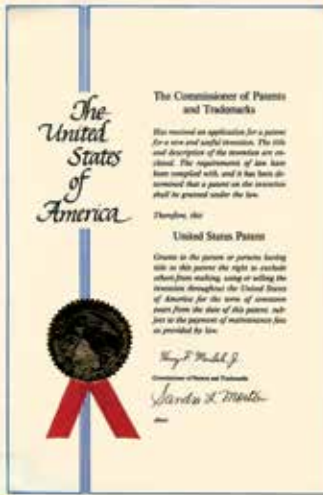 The
United
States
of
America
The Commissioner of Patents
and Trademarks
Has received an application for a patent
for a new and useful invention. The title
and description of the invention are en-
closed. The requirements of law have
been complied with, and it has been de-
termined that a patent on the invention
shall be granted under the law.
Therefore, this
United States Patent
Grants to the person or persons having
title to this patent the right to exclude
others from making, using or selling the
invention throughout the United States
of America for the term of seventeen
years from the date of this patent, sub-
ject to the payment of maintenance fees
as provided by law.
Commissioner of Patents and Trademarks
Attest